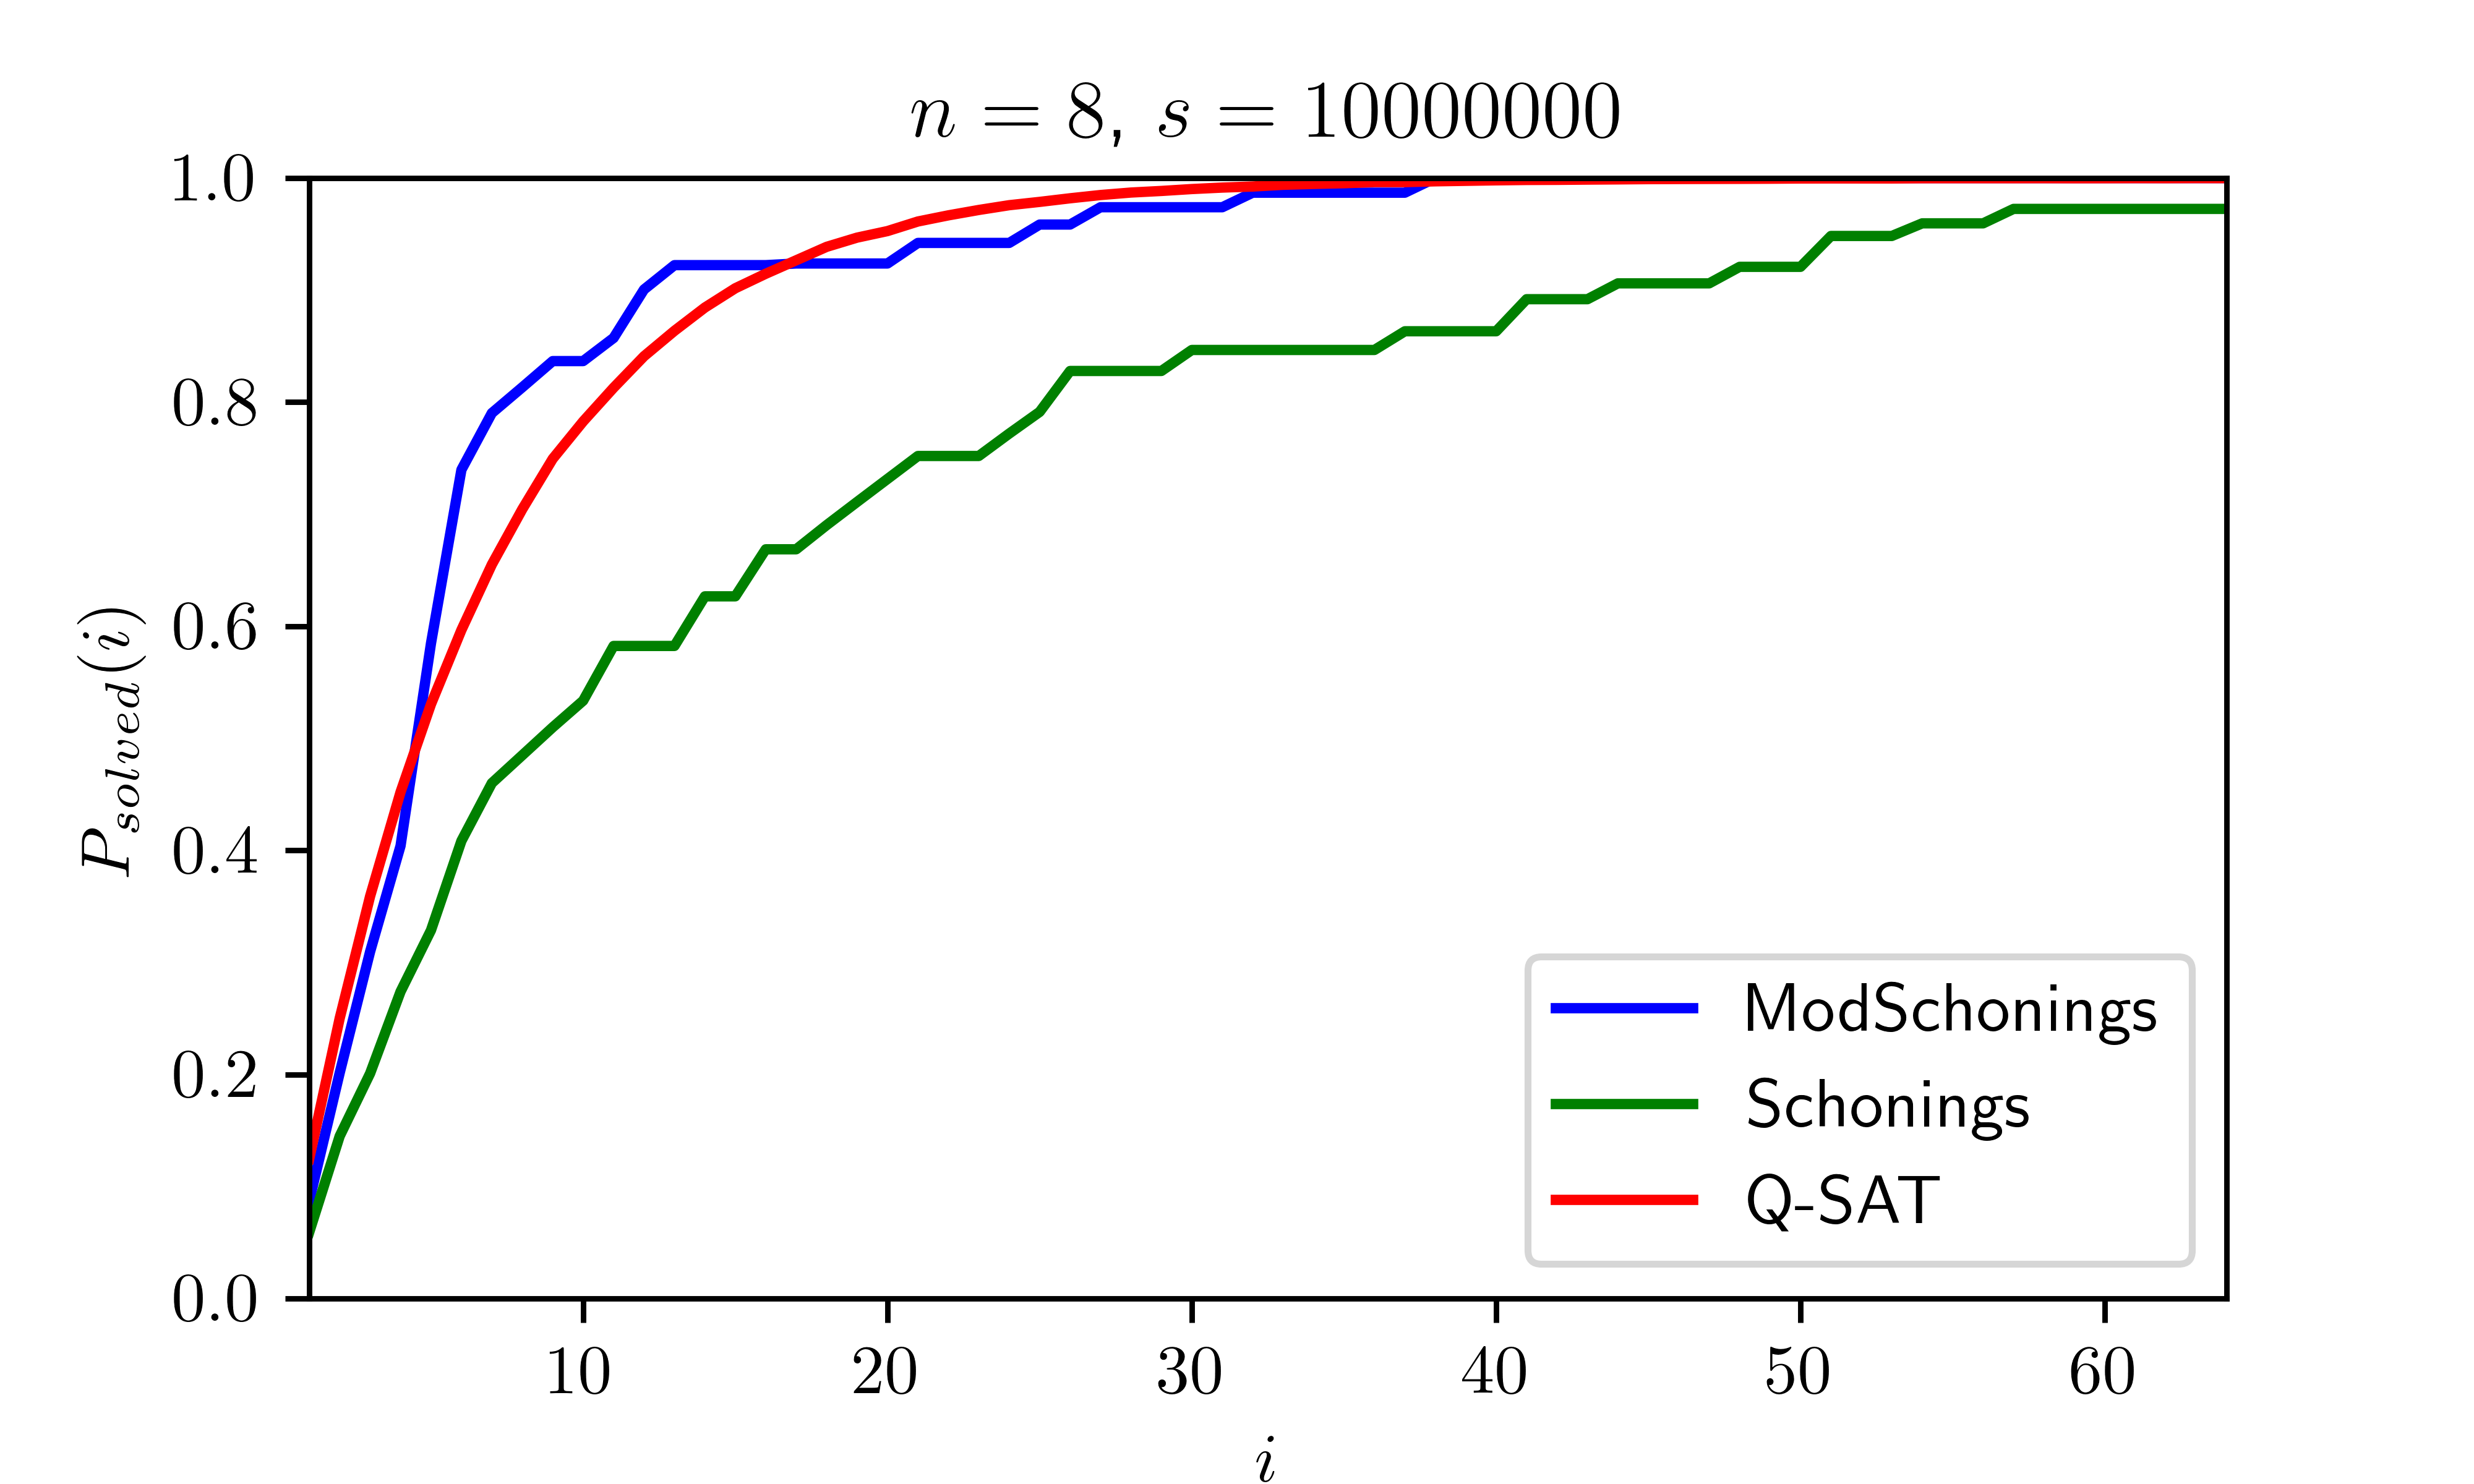 n = 8, s = 10000000
1.0
0.8
0.6
0.4
0.2
0.0
P_solved(i)
10 20 30 40 50 60
i
ModSchonings
Schonings
Q-SAT